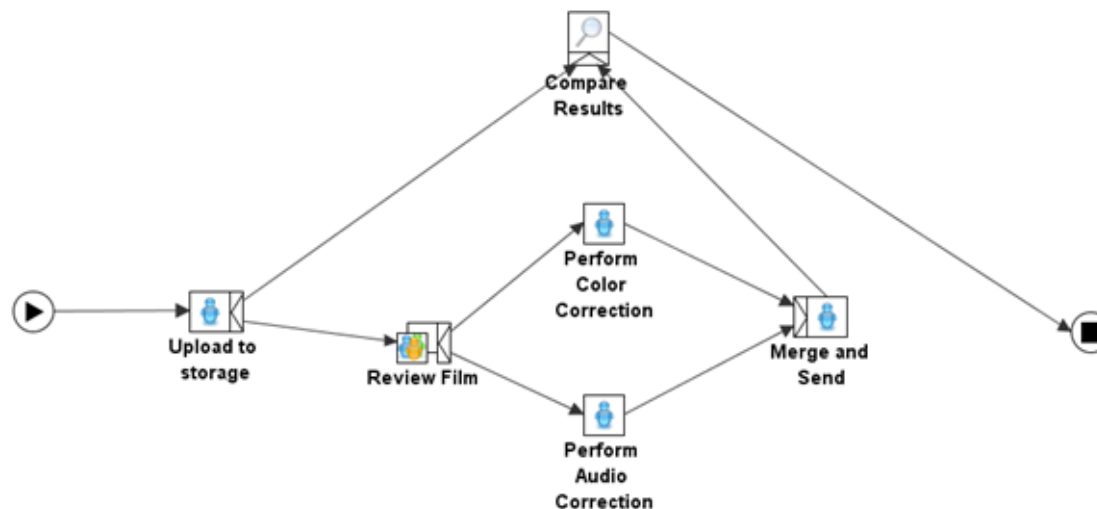 Compare
Results
Perform
Color
Correction
Upload to
storage
Review Film
Merge and
Send
Perform
Audio
Correction